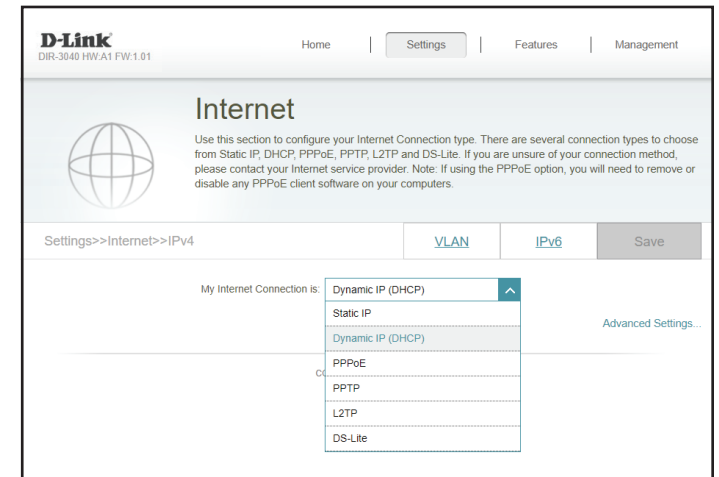 D-Link
DIR-3040 HW:A1 FW:1.01
Home
Settings
Features
Management
Internet
Use this section to configure your Internet Connection type. There are several connection types to choose
from Static IP, DHCP, PPPoE, PPTP, L2TP and DS-Lite. If you are unsure of your connection method,
please contact your Internet service provider. Note: If using the PPPoE option, you will need to remove or
disable any PPPoE client software on your computers.
Settings>>Internet>>IPv4
VLAN
IPv6
Save
My Internet Connection is:
Dynamic IP (DHCP)
Static IP
Advanced Settings...
Dynamic IP (DHCP)
PPPoE
PPTP
L2TP
DS-Lite